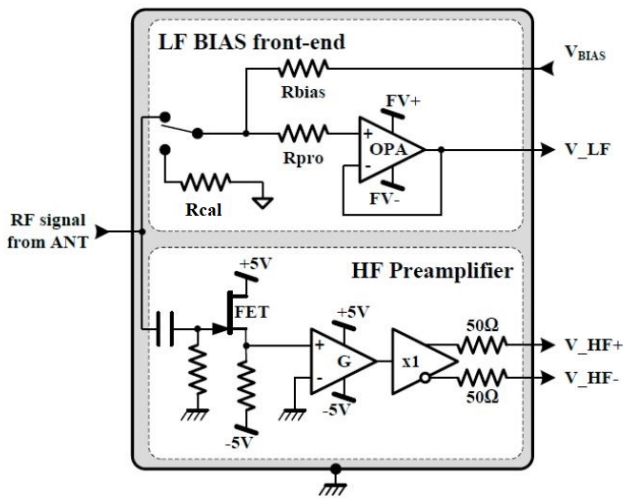 LF BIAS front-end
V_BIAS
Rbias
FV+
+
OPA
-
V_LF
Rpro
FV-
Rcal
RF signal
from ANT
HF Preamplifier
+5V
FET
+5V
50Ω
V_HF+
+
G
x1
-
50Ω
V_HF-
-5V
-5V